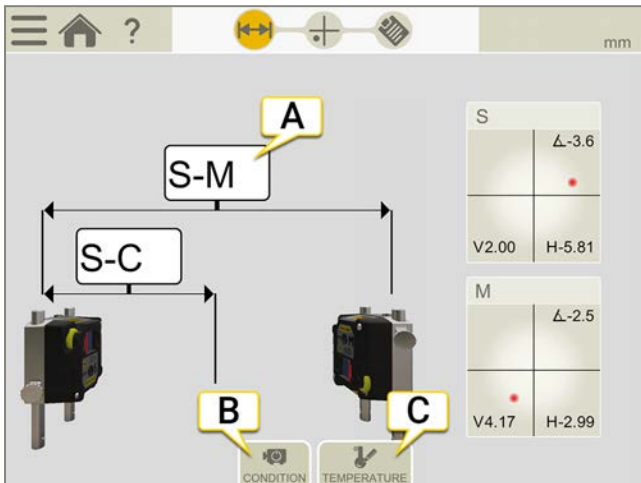 ?
mm
A
S-M
S-C
S
∡-3.6
V2.00 H-5.81
M
∡-2.5
V4.17 H-2.99
B
C
CONDITION
TEMPERATURE